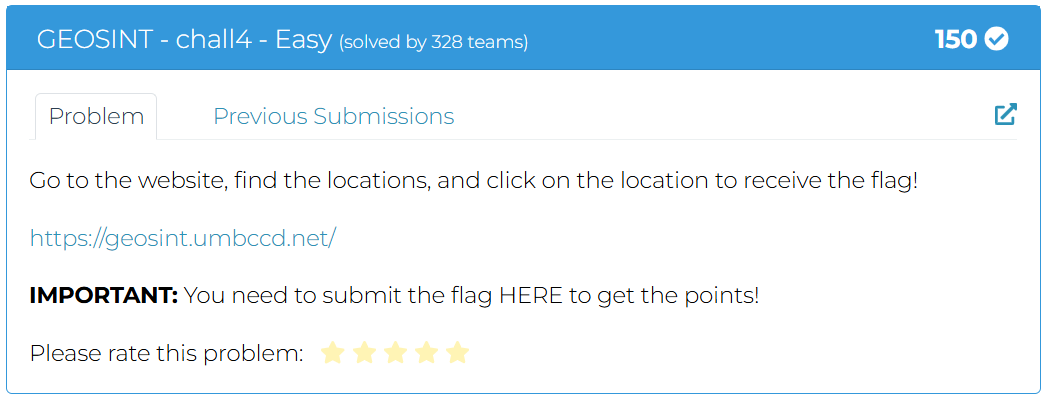 GEOSINT - chall4 - Easy (solved by 328 teams) 150
Problem Previous Submissions
Go to the website, find the locations, and click on the location to receive the flag!
https://geosint.umbccd.net/
IMPORTANT: You need to submit the flag HERE to get the points!
Please rate this problem: